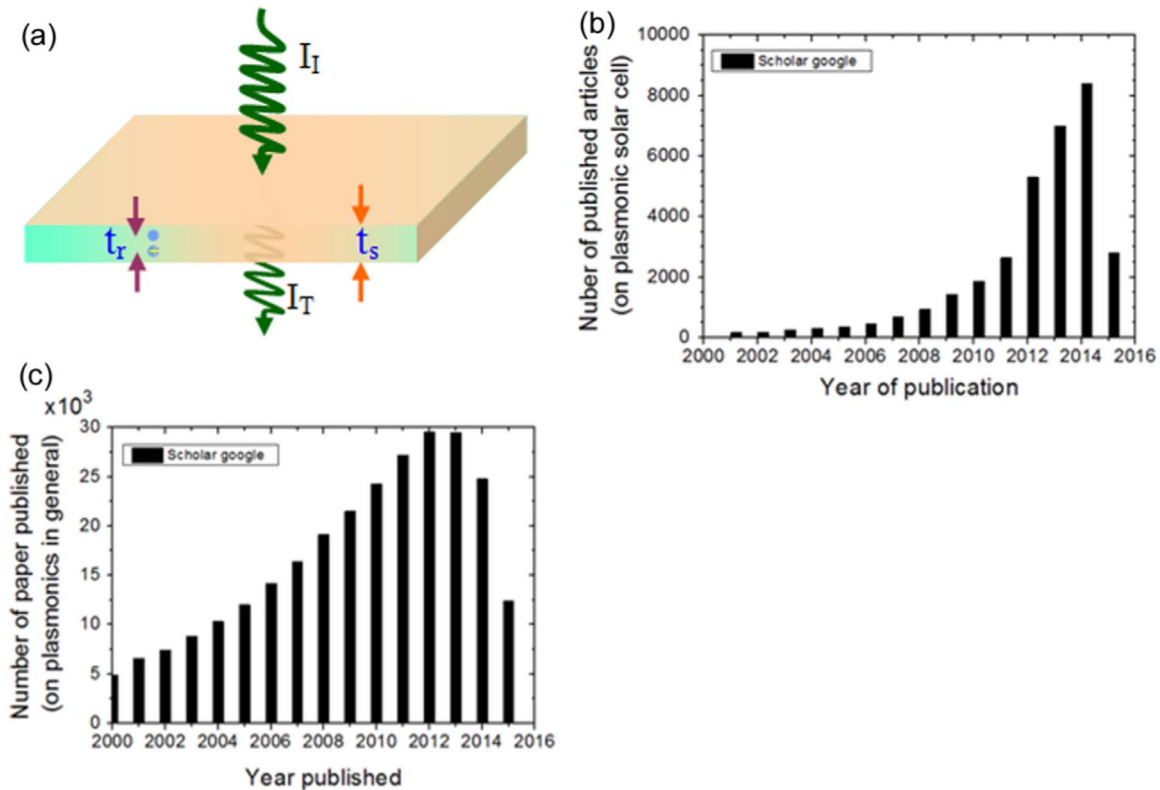 (a)
I_I
t_r
t_s
I_T
(b)
10000
8000
6000
4000
2000
0
Scholar google
Nuber of published articles
(on plasmonic solar cell)
2000 2002 2004 2006 2008 2010 2012 2014 2016
Year of publication
(c)
x10³
30
25
20
15
10
5
0
Scholar google
Number of paper published
(on plasmonics in general)
2000 2002 2004 2006 2008 2010 2012 2014 2016
Year published